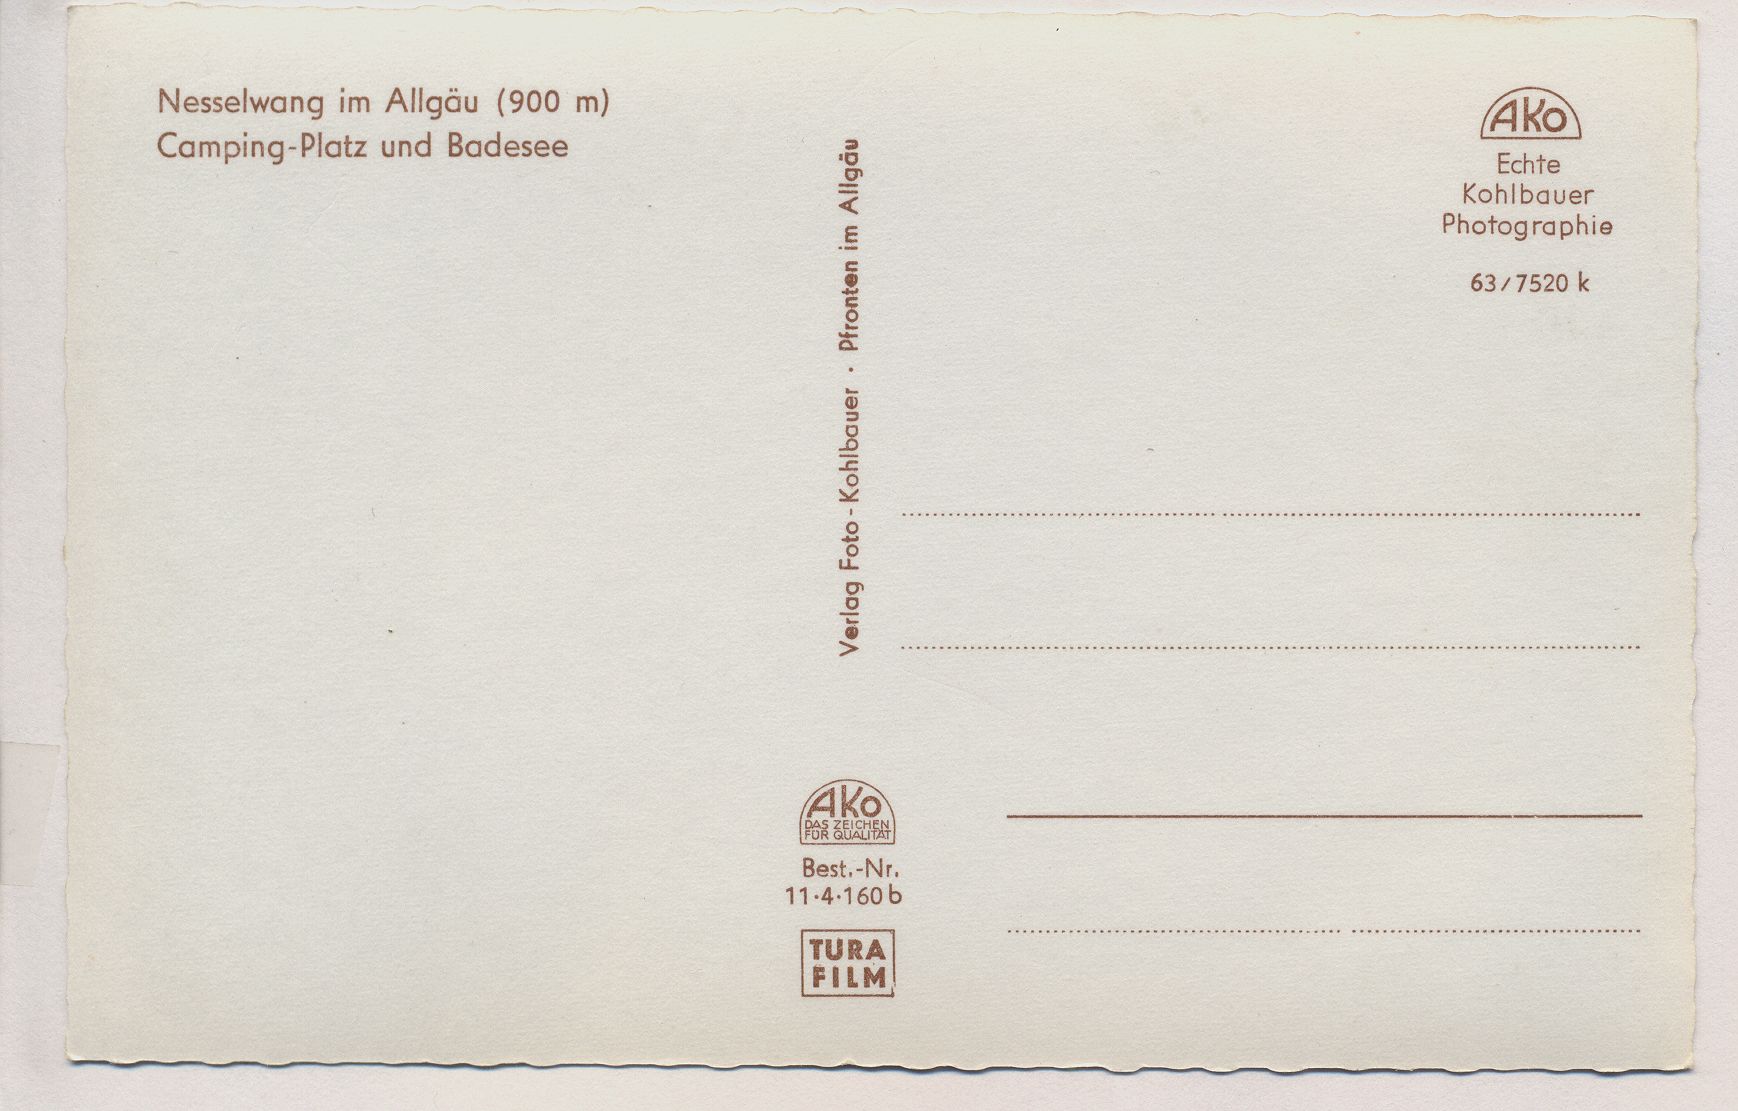 Nesselwang im Allgäu (900 m)
Camping-Platz und Badesee
Verlag Foto-Kohlbauer · Pfronten im Allgäu
AKo
Echte
Kohlbauer
Photographie
63/7520 k
AKo
DAS ZEICHEN
FÜR QUALITÄT
Best.-Nr.
11·4·160 b
TURA
FILM